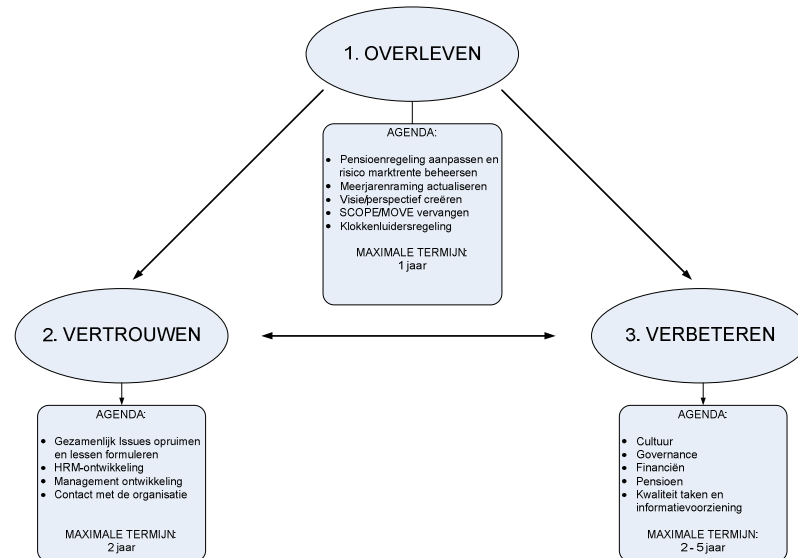 1. OVERLEVEN
AGENDA:
• Pensioenregeling aanpassen en
risico marktrente beheersen
• Meerjarenraming actualiseren
• Visie/perspectief creëren
• SCOPE/MOVE vervangen
• Klokkenluidersregeling
MAXIMALE TERMIJN:
1 jaar
2. VERTROUWEN
AGENDA:
• Gezamenlijk Issues opruimen
en lessen formuleren
• HRM-ontwikkeling
• Management ontwikkeling
• Contact met de organisatie
MAXIMALE TERMIJN:
2 jaar
3. VERBETEREN
AGENDA:
• Cultuur
• Governance
• Financiën
• Pensioen
• Kwaliteit taken en
informatievoorziening
MAXIMALE TERMIJN:
2 - 5 jaar